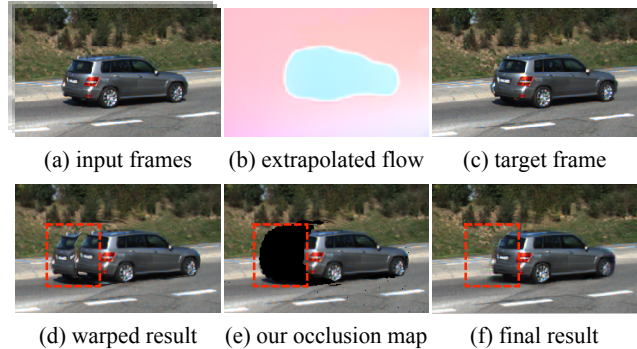 (a) input frames (b) extrapolated flow (c) target frame
(d) warped result (e) our occlusion map (f) final result